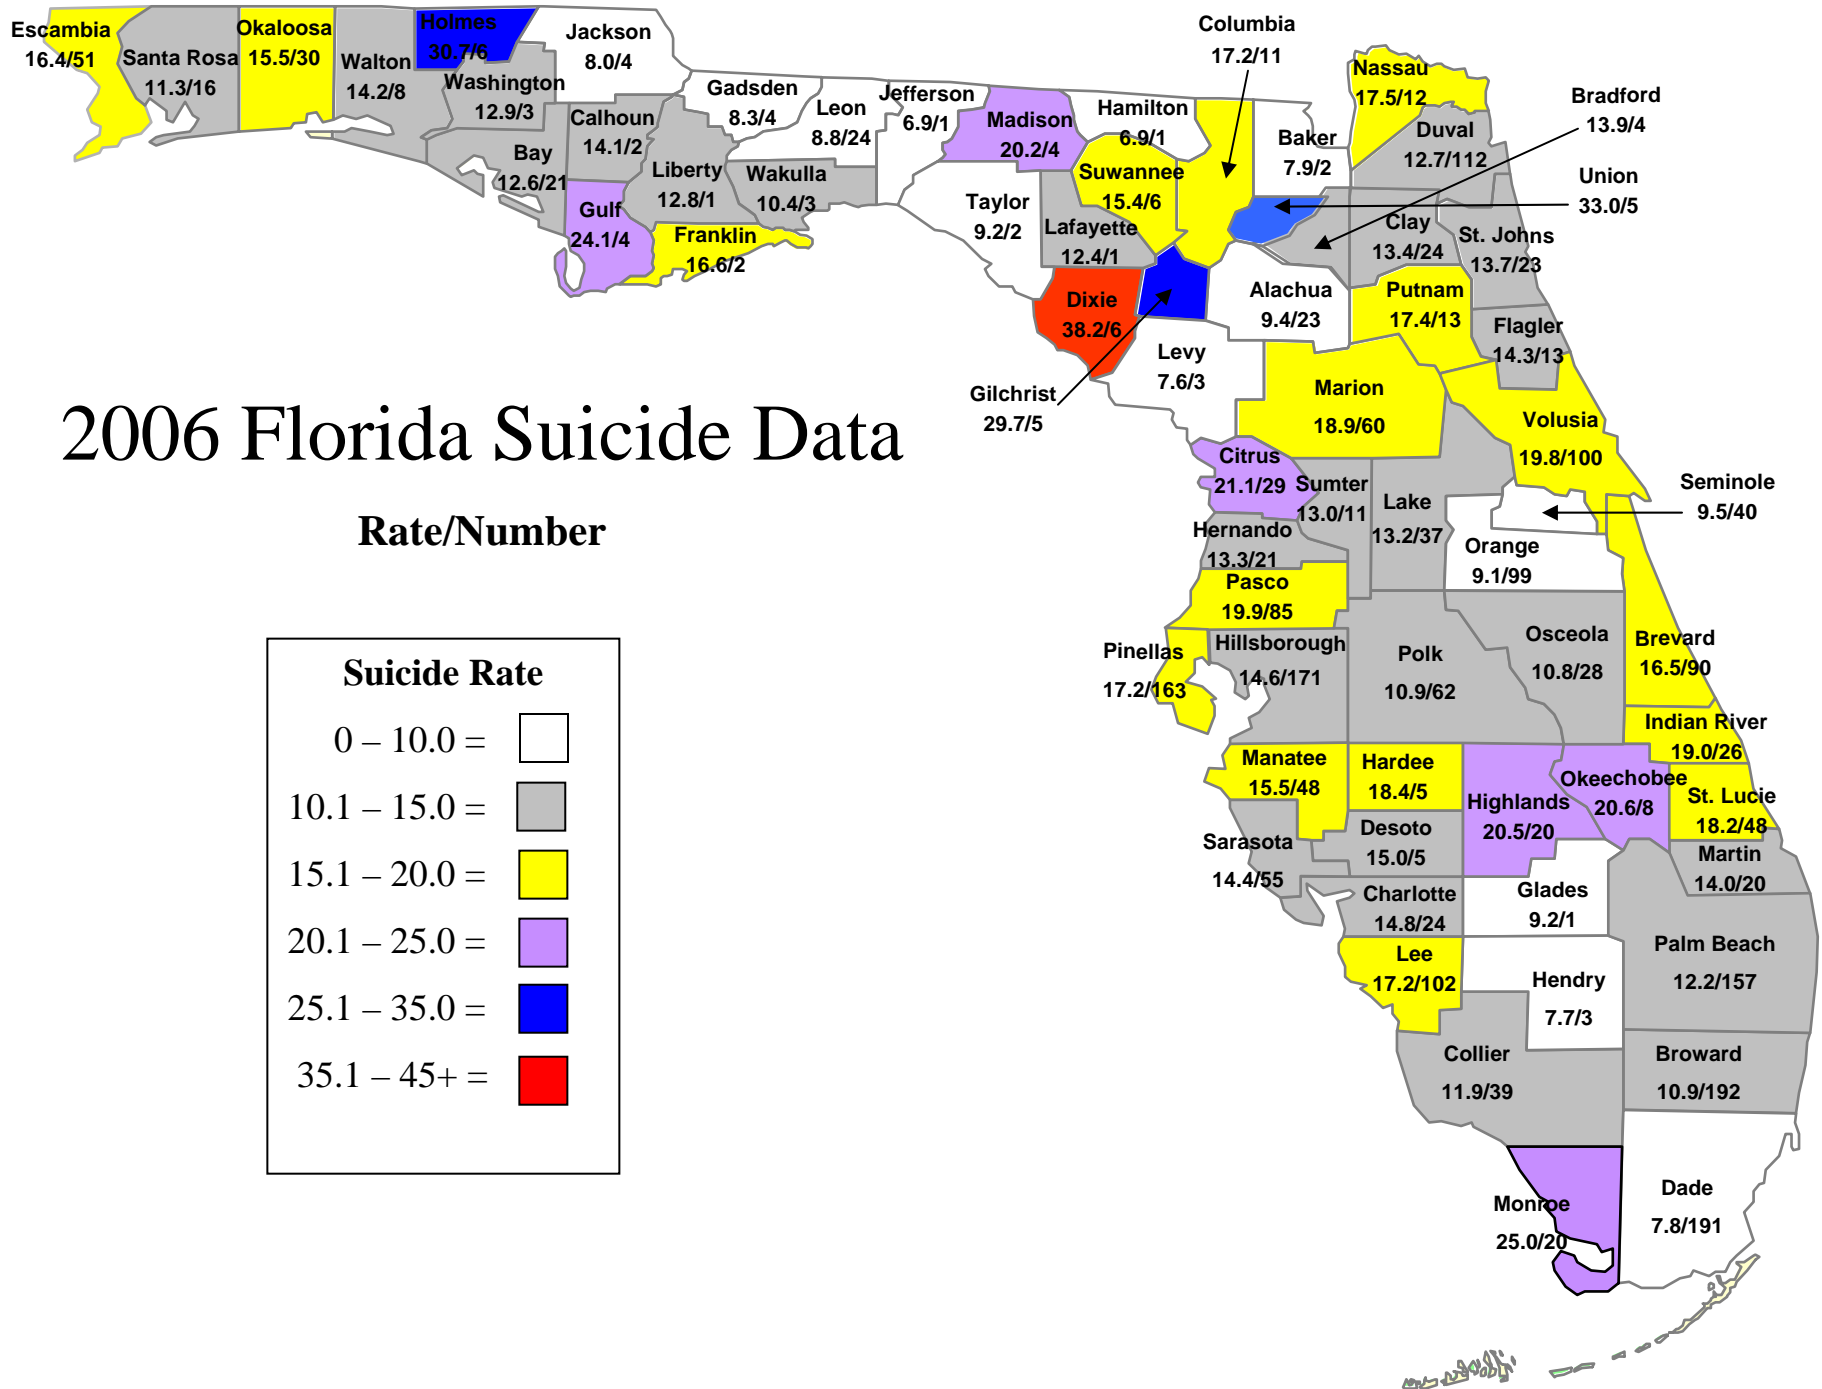 Escambia
16.4/51
Santa Rosa
11.3/16
Okaloosa
15.5/30
Walton
14.2/8
Holmes
30.7/6
Washington
12.9/3
Jackson
8.0/4
Bay
12.6/21
Calhoun
14.1/2
Gulf
24.1/4
Liberty
12.8/1
Franklin
16.6/2
Gadsden
8.3/4
Leon
8.8/24
Wakulla
10.4/3
Jefferson
6.9/1
Madison
20.2/4
Taylor
9.2/2
Hamilton
6.9/1
Suwannee
15.4/6
Lafayette
12.4/1
Dixie
38.2/6
Columbia
17.2/11
Baker
7.9/2
Nassau
17.5/12
Duval
12.7/112
Bradford
13.9/4
Union
33.0/5
Clay
13.4/24
St. Johns
13.7/23
Alachua
9.4/23
Putnam
17.4/13
Flagler
14.3/13
Gilchrist
29.7/5
Levy
7.6/3
Marion
18.9/60
Volusia
19.8/100
2006 Florida Suicide Data
Rate/Number
Citrus
21.1/29
Sumter
13.0/11
Lake
13.2/37
Seminole
9.5/40
Hernando
13.3/21
Orange
9.1/99
Pasco
19.9/85
Pinellas
17.2/163
Hillsborough
14.6/171
Polk
10.9/62
Osceola
10.8/28
Brevard
16.5/90
Indian River
19.0/26
Manatee
15.5/48
Hardee
18.4/5
Highlands
20.5/20
Okeechobee
20.6/8
St. Lucie
18.2/48
Sarasota
14.4/55
Desoto
15.0/5
Martin
14.0/20
Charlotte
14.8/24
Glades
9.2/1
Lee
17.2/102
Hendry
7.7/3
Palm Beach
12.2/157
Collier
11.9/39
Broward
10.9/192
Monroe
25.0/20
Dade
7.8/191
Suicide Rate
0 – 10.0 =
10.1 – 15.0 =
15.1 – 20.0 =
20.1 – 25.0 =
25.1 – 35.0 =
35.1 – 45+ =